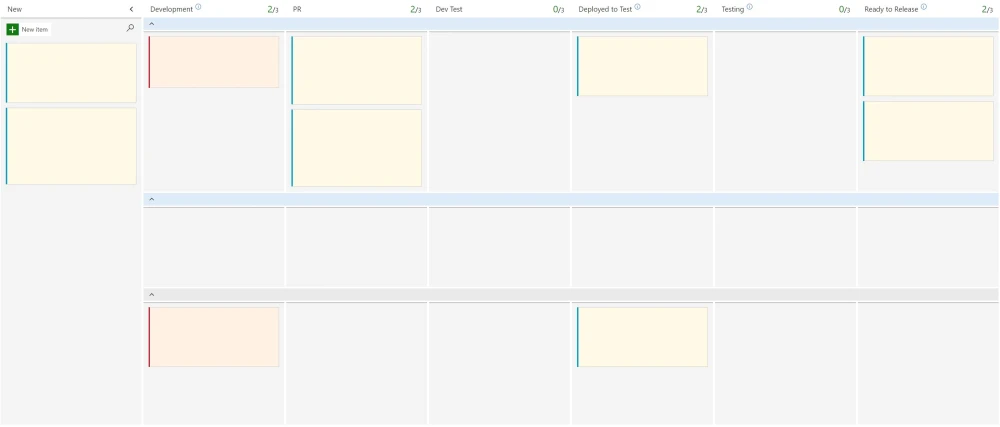 New
Development 2/3
PR 2/3
Dev Test 0/3
Deployed to Test 2/3
Testing 0/3
Ready to Release 2/3
New item